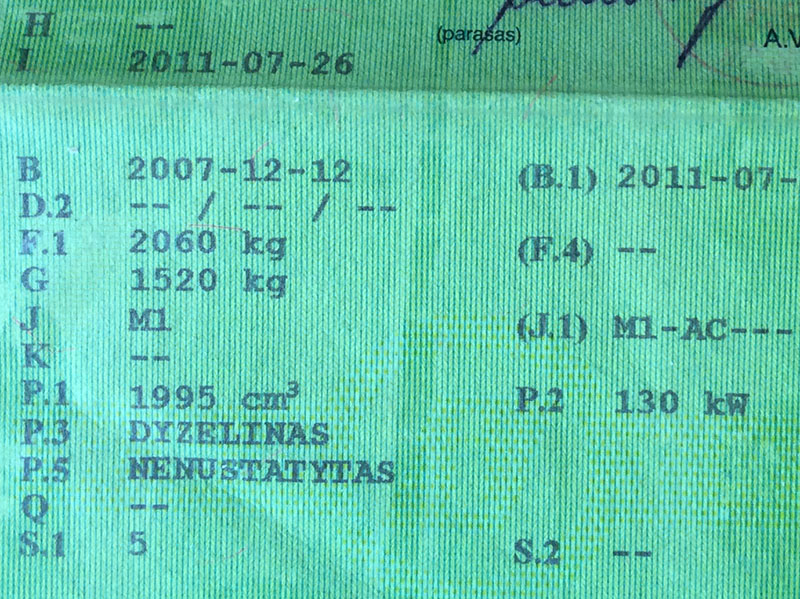 H --
(parašas) A.V
I 2011-07-26
B 2007-12-12 (B.1) 2011-07-
D.2 -- / -- / --
F.1 2060 kg (F.4) --
G 1520 kg
J M1 (J.1) M1-AC---
K --
P.1 1995 cm³ P.2 130 kW
P.3 DYZELINAS
P.5 NENUSTATYTAS
Q --
S.1 5 S.2 --